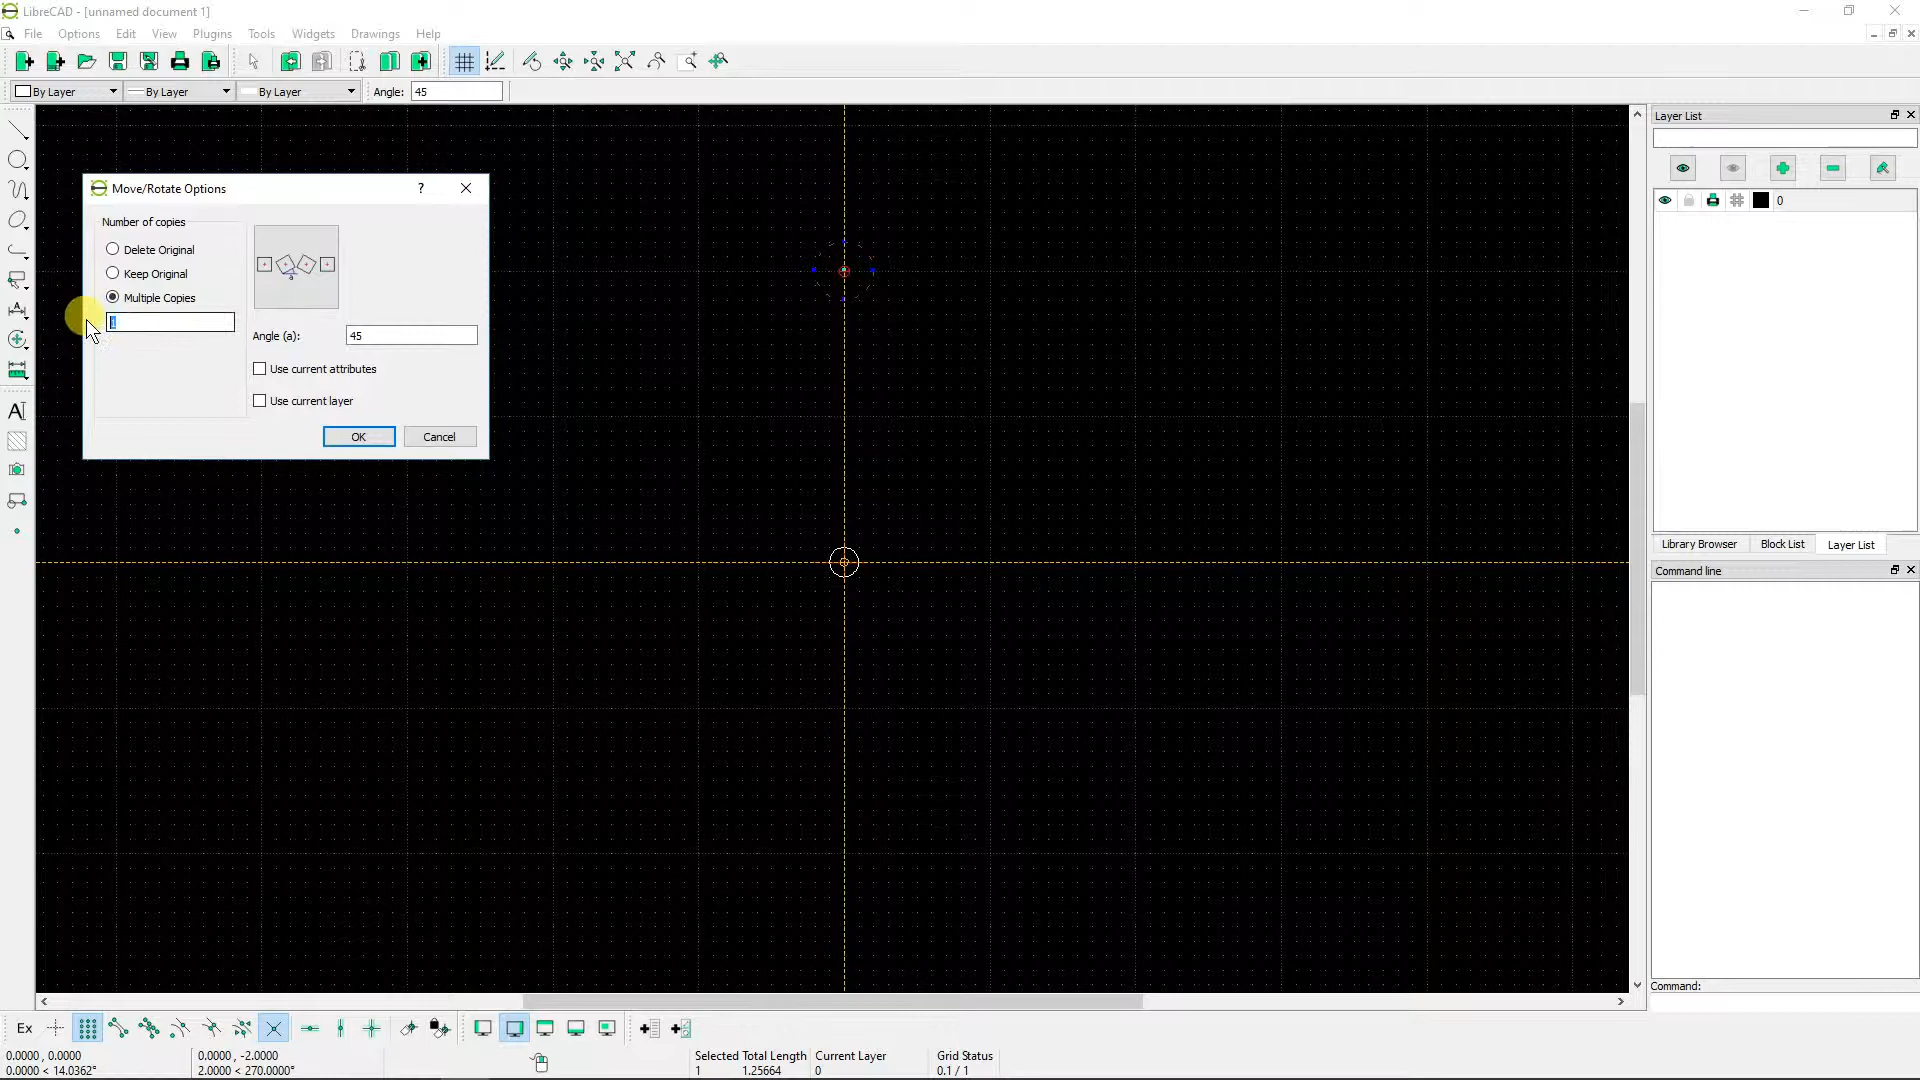 LibreCAD - [unnamed document 1]
File Options Edit View Plugins Tools Widgets Drawings Help
By Layer By Layer By Layer Angle: 45
Layer List
Move/Rotate Options ?
Number of copies
Delete Original
Keep Original
Multiple Copies
1
a
Angle (a): 45
Use current attributes
Use current layer
OK Cancel
0
Library Browser Block List Layer List
Command line
Command:
Ex
0.0000 , 0.0000 0.0000 , -2.0000 Selected Total Length Current Layer Grid Status
0.0000 < 14.0362° 2.0000 < 270.0000° 1 1.25664 0 0.1 / 1